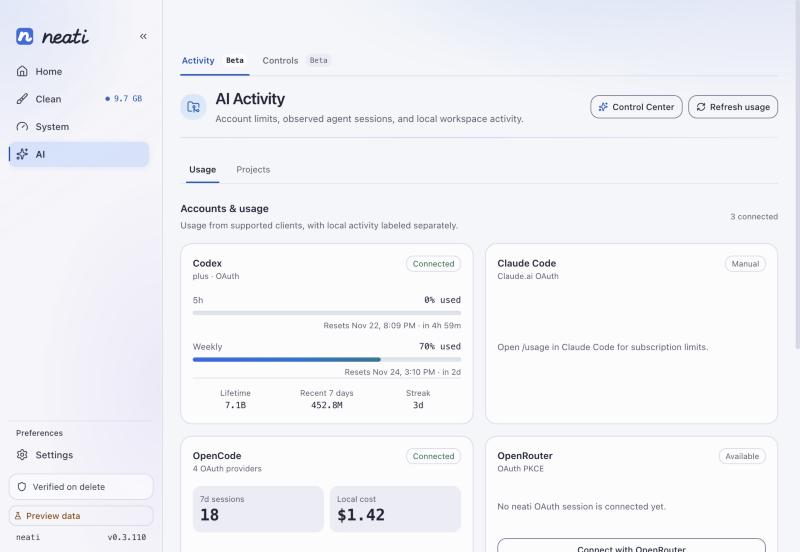 neati
Home
Clean 9.7 GB
System
AI
Preferences
Settings
Verified on delete
Preview data
neati v0.3.110
Activity Beta Controls Beta
AI Activity
Account limits, observed agent sessions, and local workspace activity.
Control Center
Refresh usage
Usage Projects
Accounts & usage
Usage from supported clients, with local activity labeled separately.
3 connected
Codex Connected
plus · OAuth
5h 0% used
Resets Nov 22, 8:09 PM · in 4h 59m
Weekly 70% used
Resets Nov 24, 3:10 PM · in 2d
Lifetime Recent 7 days Streak
7.1B 452.8M 3d
Claude Code Manual
Claude.ai OAuth
Open /usage in Claude Code for subscription limits.
OpenCode Connected
4 OAuth providers
7d sessions Local cost
18 $1.42
OpenRouter Available
OAuth PKCE
No neati OAuth session is connected yet.
Connect with OpenRouter